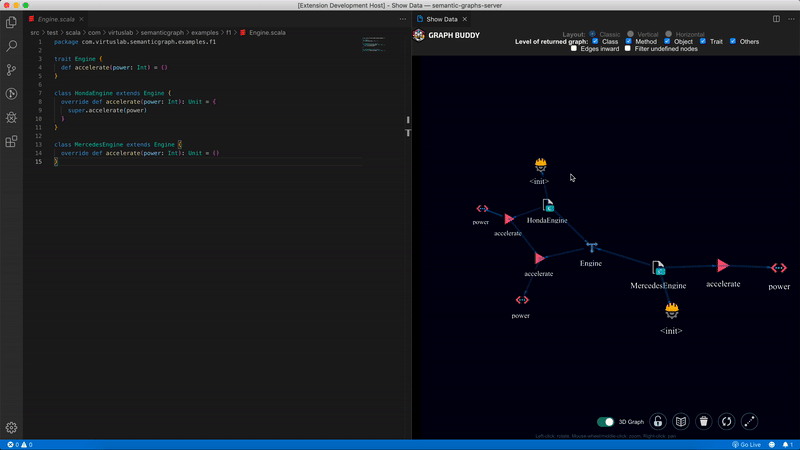 [Extension Development Host] - Show Data - semantic-graphs-server
Engine.scala
Show Data
src > test > scala > com > virtuslab > semanticgraph > examples > f1 > Engine.scala
1 package com.virtuslab.semanticgraph.examples.f1
2
3 trait Engine {
4 def accelerate(power: Int) = ()
5 }
6
7 class HondaEngine extends Engine {
8 override def accelerate(power: Int): Unit = {
9 super.accelerate(power)
10 }
11 }
12
13 class MercedesEngine extends Engine {
14 override def accelerate(power: Int): Unit = ()
15 }
GRAPH BUDDY
Layout: Classic Vertical Horizontal
Level of returned graph: Class Method Object Trait Others
Edges inward Filter undefined nodes
<init>
HondaEngine
power
accelerate
Engine
accelerate
power
MercedesEngine
accelerate
power
<init>
3D Graph
Left-click: rotate, Mouse-wheel/middle-click: zoom, Right-click: pan
0 0
Go Live
1